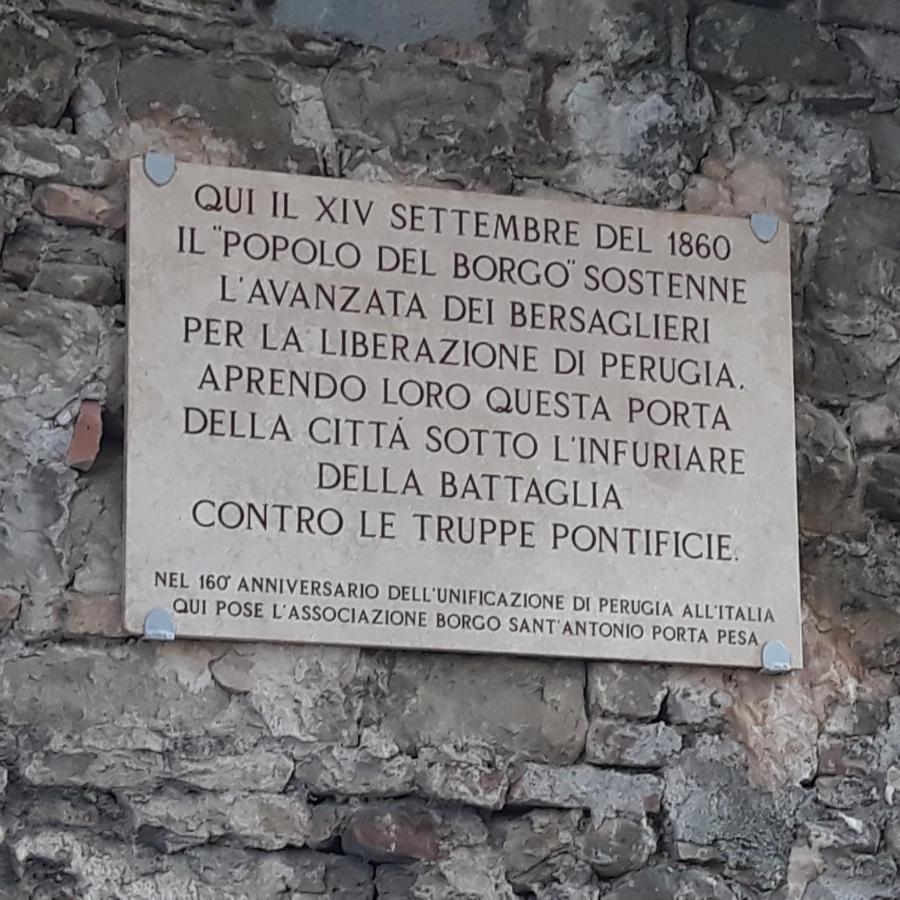 QUI IL XIV SETTEMBRE DEL 1860
IL "POPOLO DEL BORGO" SOSTENNE
L'AVANZATA DEI BERSAGLIERI
PER LA LIBERAZIONE DI PERUGIA,
APRENDO LORO QUESTA PORTA
DELLA CITTÁ SOTTO L'INFURIARE
DELLA BATTAGLIA
CONTRO LE TRUPPE PONTIFICIE.
NEL 160° ANNIVERSARIO DELL'UNIFICAZIONE DI PERUGIA ALL'ITALIA
QUI POSE L'ASSOCIAZIONE BORGO SANT'ANTONIO PORTA PESA